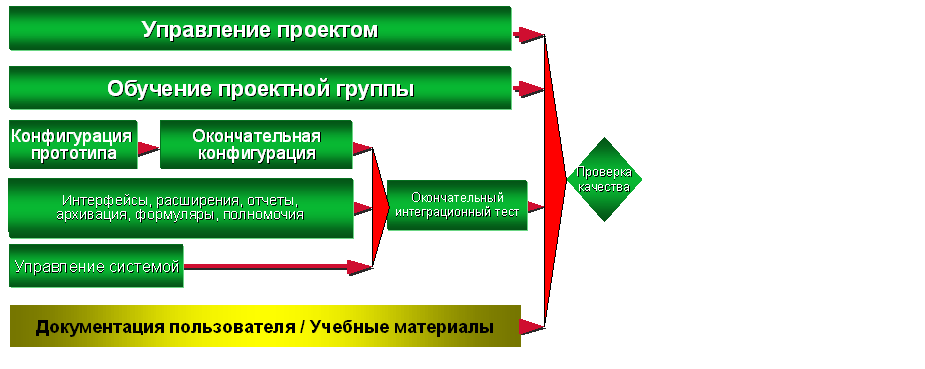 Управление проектом
Обучение проектной группы
Конфигурация
прототипа
Окончательная
конфигурация
Интерфейсы, расширения, отчеты,
архивация, формуляры, полномочия
Окончательный
интеграционный тест
Проверка
качества
Управление системой
Документация пользователя / Учебные материалы